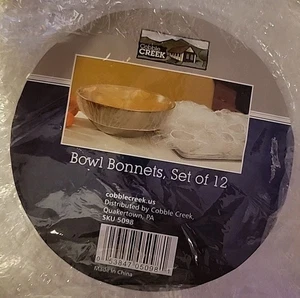 Cobble
CREEK
Bowl Bonnets, Set of 12
cobblecreek.us
Distributed by Cobble Creek
Quakertown, PA
SKU 5098
Made in China